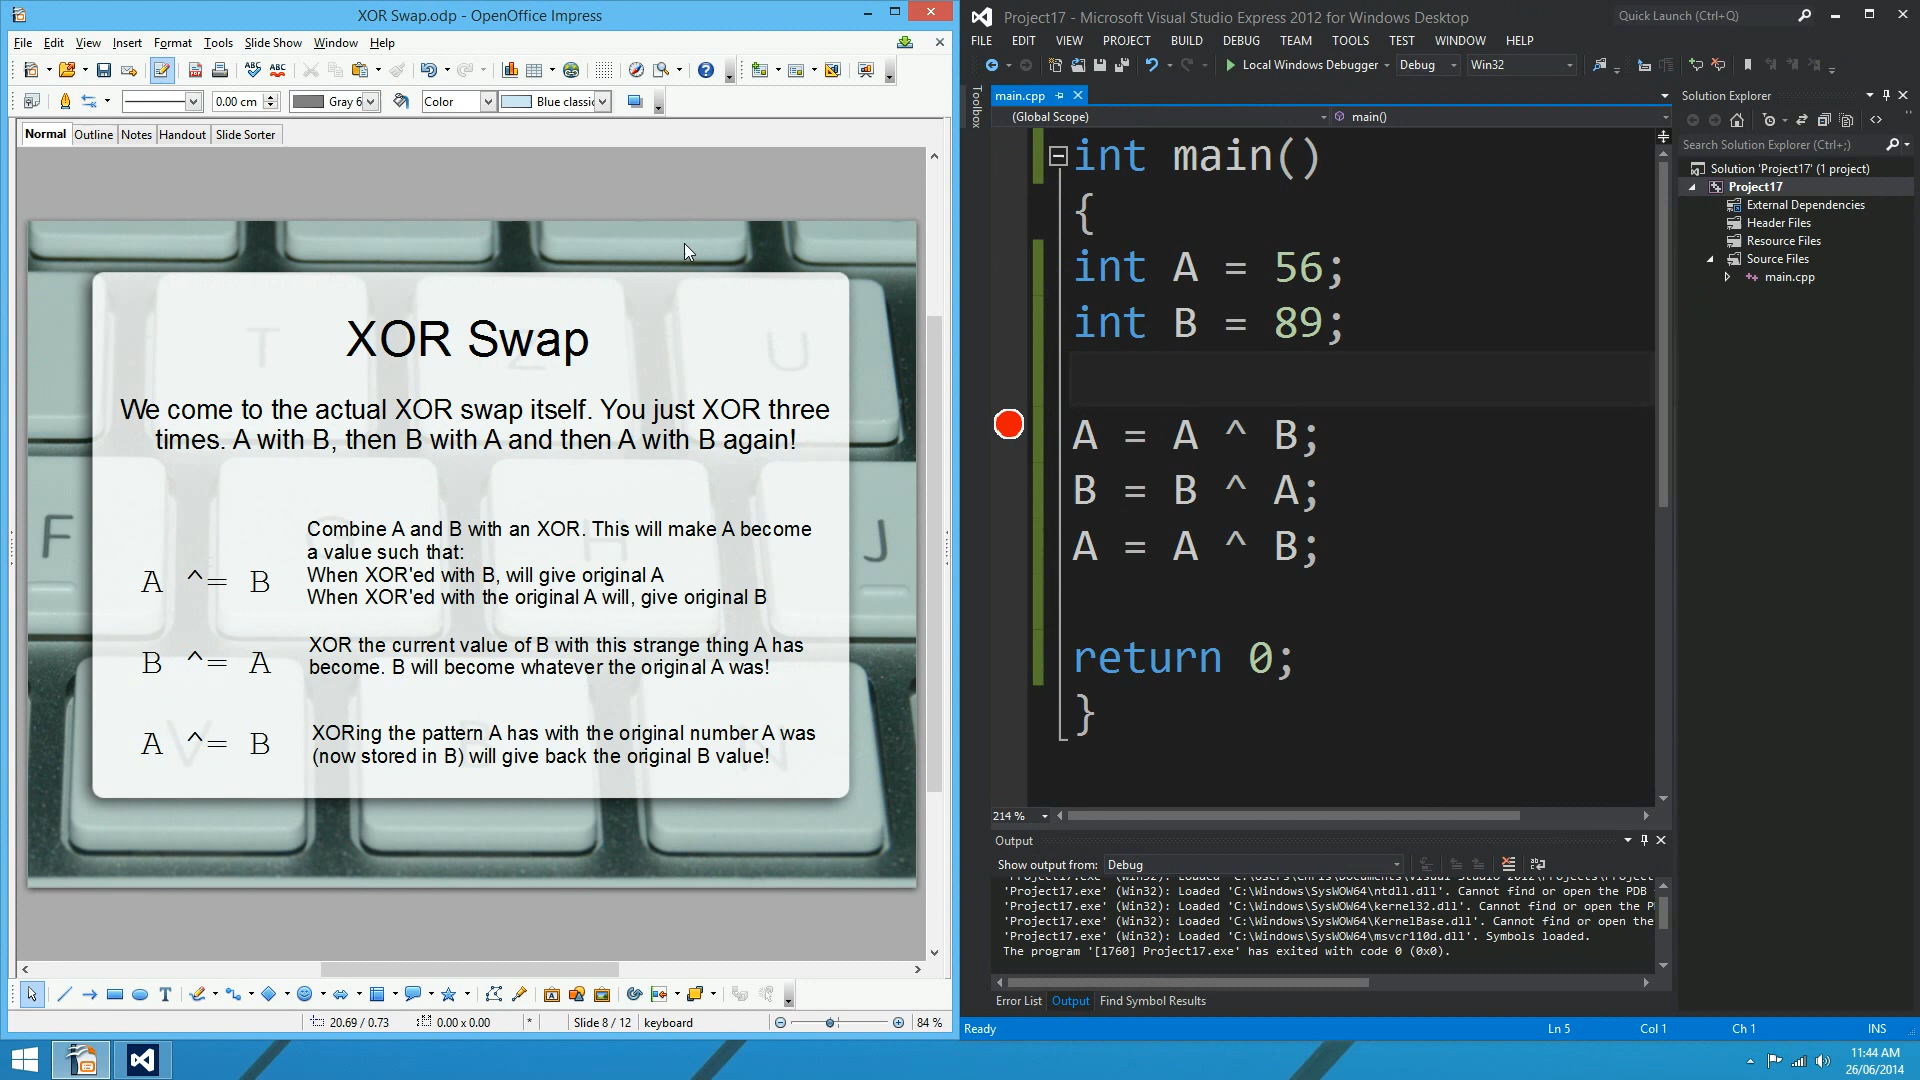 XOR Swap.odp - OpenOffice Impress
File Edit View Insert Format Tools Slide Show Window Help
0.00 cm Gray 6 Color Blue classic
Normal Outline Notes Handout Slide Sorter
T Z U
XOR Swap
We come to the actual XOR swap itself. You just XOR three
times. A with B, then B with A and then A with B again!
F H J
Combine A and B with an XOR. This will make A become
a value such that:
A ^= B
When XOR'ed with B, will give original A
When XOR'ed with the original A will, give original B
XOR the current value of B with this strange thing A has
B ^= A
become. B will become whatever the original A was!
V B N
XORing the pattern A has with the original number A was
A ^= B
(now stored in B) will give back the original B value!
20.69 / 0.73 0.00 x 0.00 * Slide 8 / 12 keyboard 84 %
Project17 - Microsoft Visual Studio Express 2012 for Windows Desktop
Quick Launch (Ctrl+Q)
FILE EDIT VIEW PROJECT BUILD DEBUG TEAM TOOLS TEST WINDOW HELP
Local Windows Debugger Debug Win32
Toolbox
main.cpp
(Global Scope) main()
int main()
{
int A = 56;
int B = 89;
A = A ^ B;
B = B ^ A;
A = A ^ B;
return 0;
}
214 %
Solution Explorer
Search Solution Explorer (Ctrl+;)
Solution 'Project17' (1 project)
Project17
External Dependencies
Header Files
Resource Files
Source Files
main.cpp
Output
Show output from: Debug
'Project17.exe' (Win32): Loaded 'C:\Users\Chris\Documents\Visual Studio 2012\Projects\Project
'Project17.exe' (Win32): Loaded 'C:\Windows\SysWOW64\ntdll.dll'. Cannot find or open the PDB
'Project17.exe' (Win32): Loaded 'C:\Windows\SysWOW64\kernel32.dll'. Cannot find or open the P
'Project17.exe' (Win32): Loaded 'C:\Windows\SysWOW64\KernelBase.dll'. Cannot find or open the
'Project17.exe' (Win32): Loaded 'C:\Windows\SysWOW64\msvcr110d.dll'. Symbols loaded.
The program '[1760] Project17.exe' has exited with code 0 (0x0).
Error List Output Find Symbol Results
Ready Ln 5 Col 1 Ch 1 INS
11:44 AM
26/06/2014